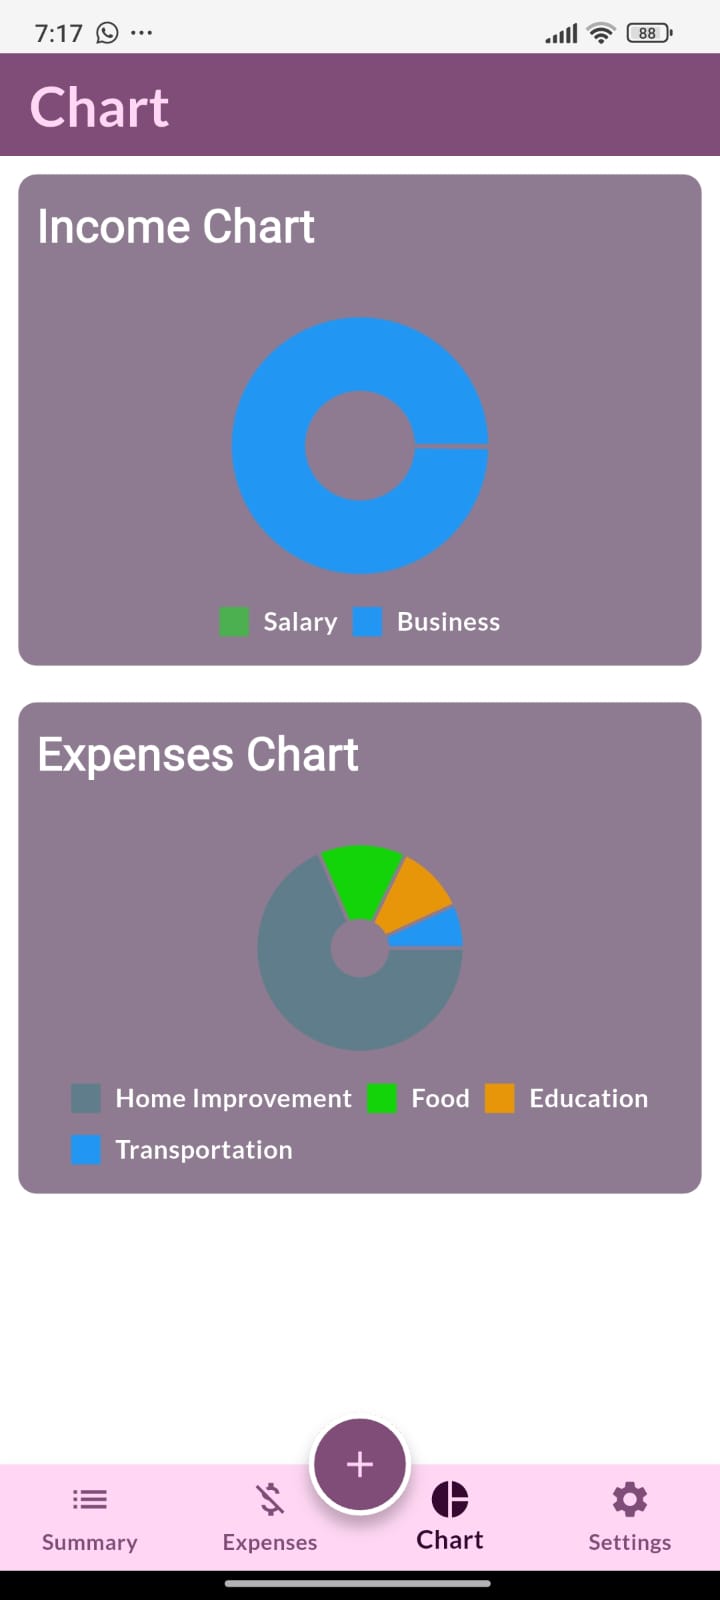 7:17 88
Chart
Income Chart
Salary Business
Expenses Chart
Home Improvement Food Education
Transportation
Summary Expenses Chart Settings